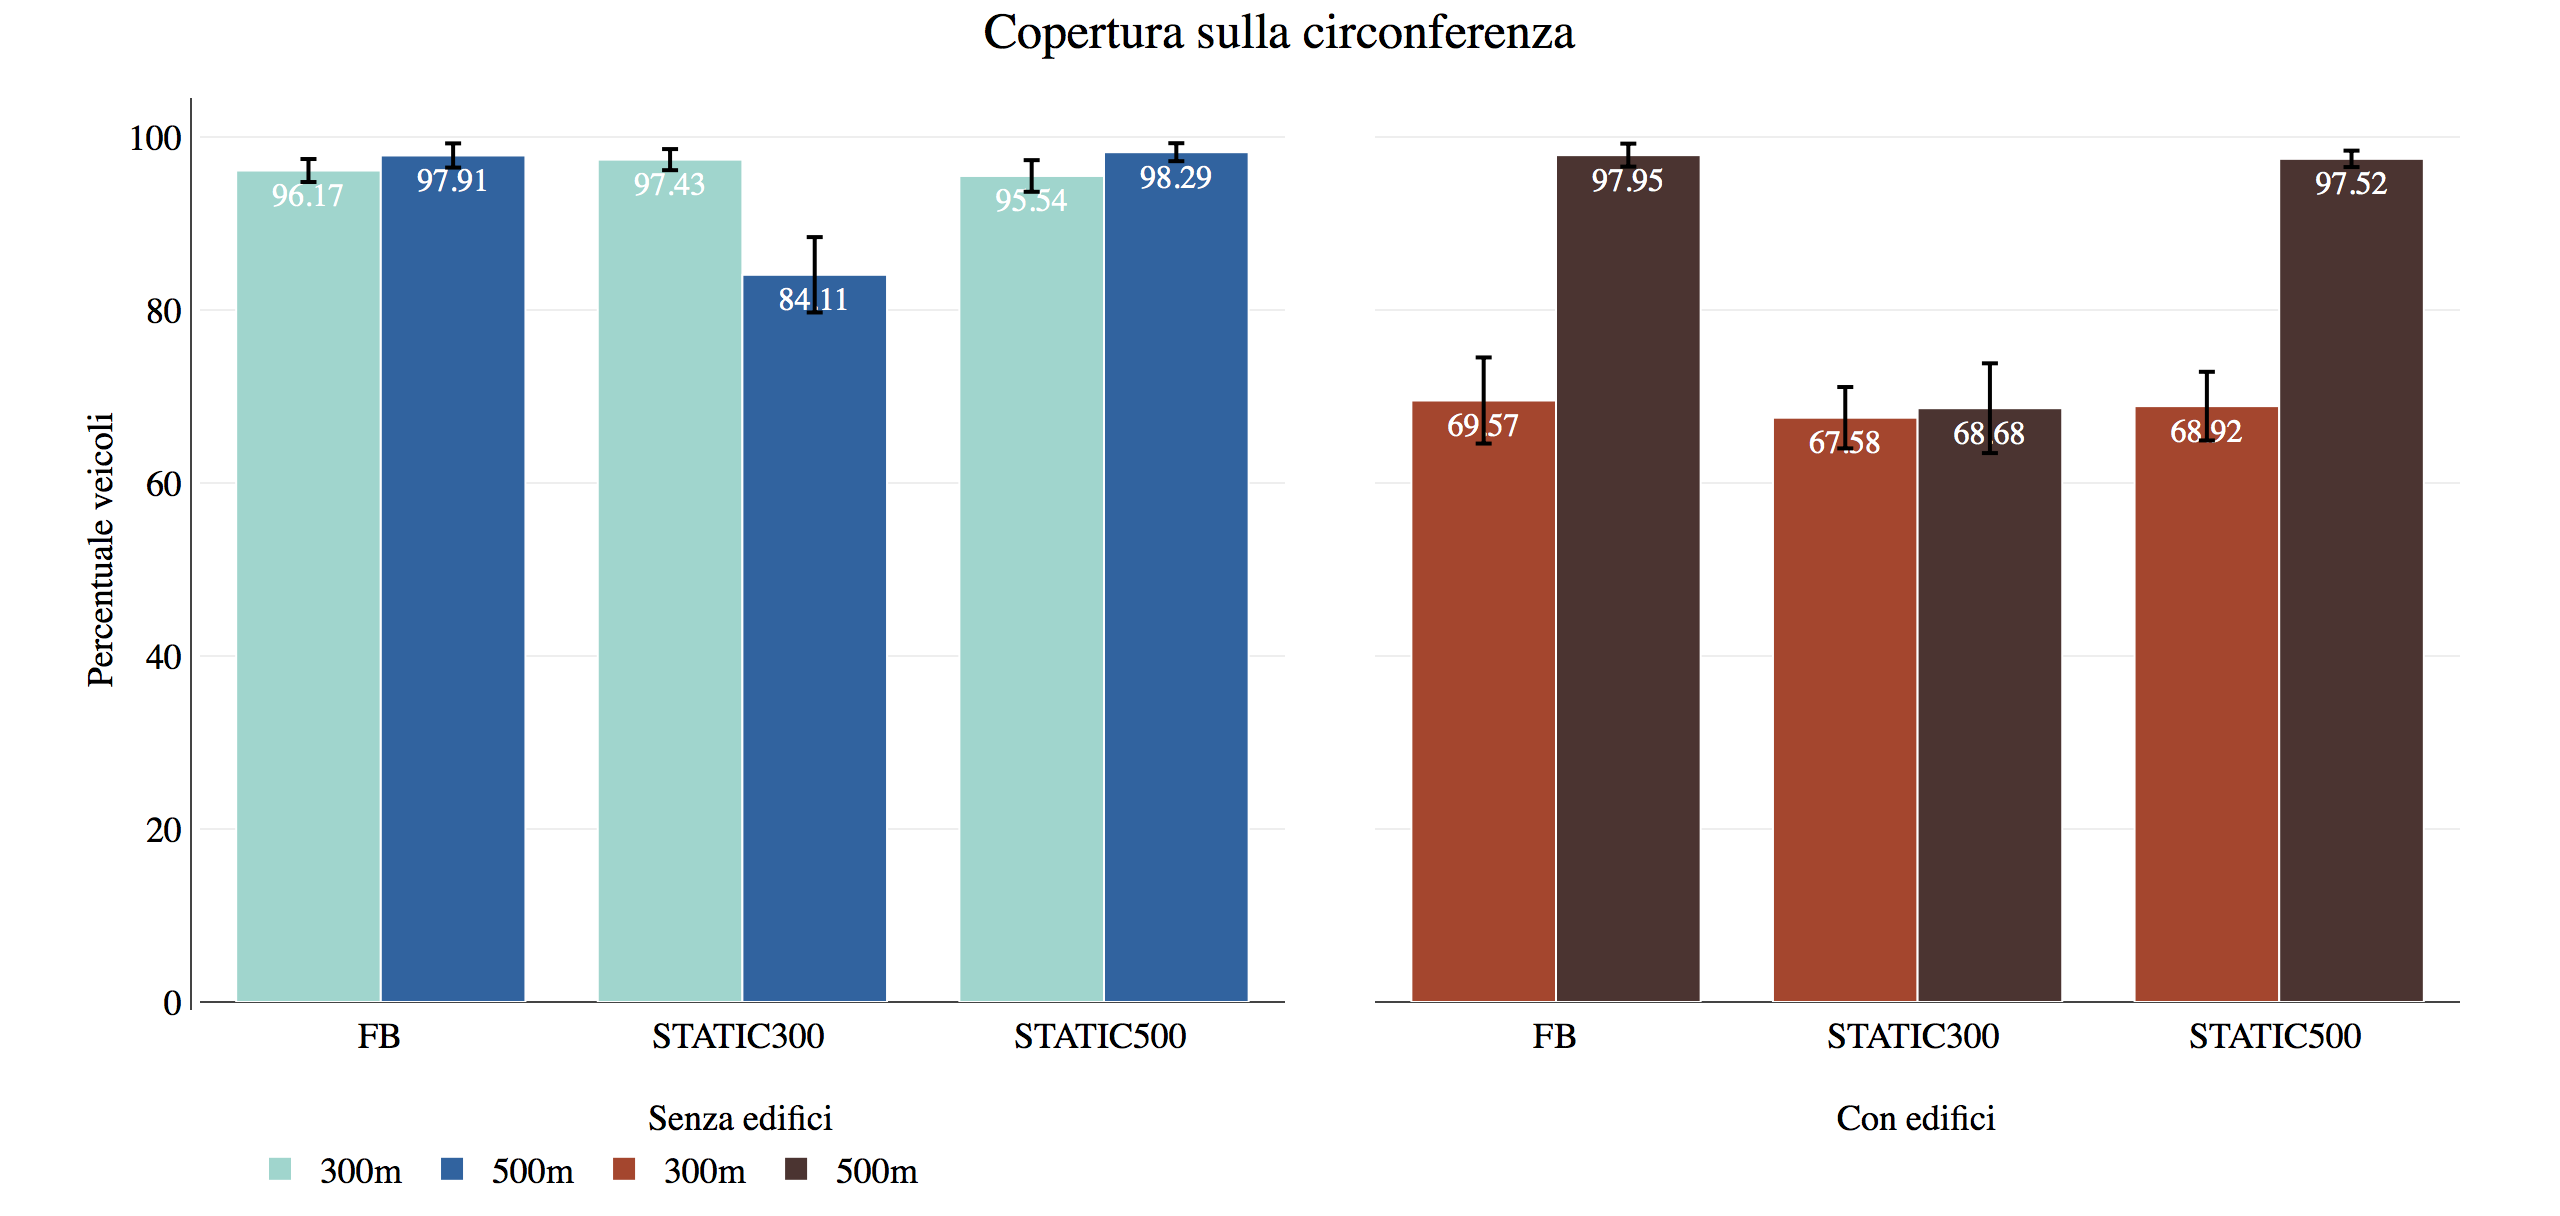 Copertura sulla circonferenza
Percentuale veicoli
100
80
60
40
20
0
96.17 97.91 97.43 84.11 95.54 98.29
97.95 97.52
69.57 67.58 68.68 68.92
FB STATIC300 STATIC500 FB STATIC300 STATIC500
Senza edifici Con edifici
300m 500m 300m 500m